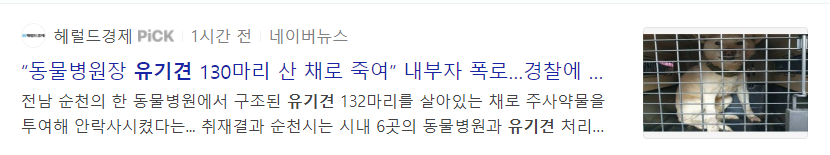 헤럴드경제 PiCK 1시간 전 네이버뉴스
“동물병원장 유기견 130마리 산 채로 죽여” 내부자 폭로...경찰에 ...
전남 순천의 한 동물병원에서 구조된 유기견 132마리를 살아있는 채로 주사약물을
투여해 안락사시켰다는... 취재결과 순천시는 시내 6곳의 동물병원과 유기견 처리...